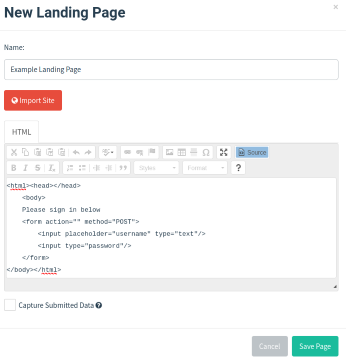 New Landing Page
×
Name:
Example Landing Page
Import Site
HTML
Source
B I S Ix
Styles Format ?
<html><head></head>
<body>
Please sign in below
<form action="" method="POST">
<input placeholder="username" type="text"/>
<input type="password"/>
</form>
</body></html>
Capture Submitted Data ?
Cancel Save Page